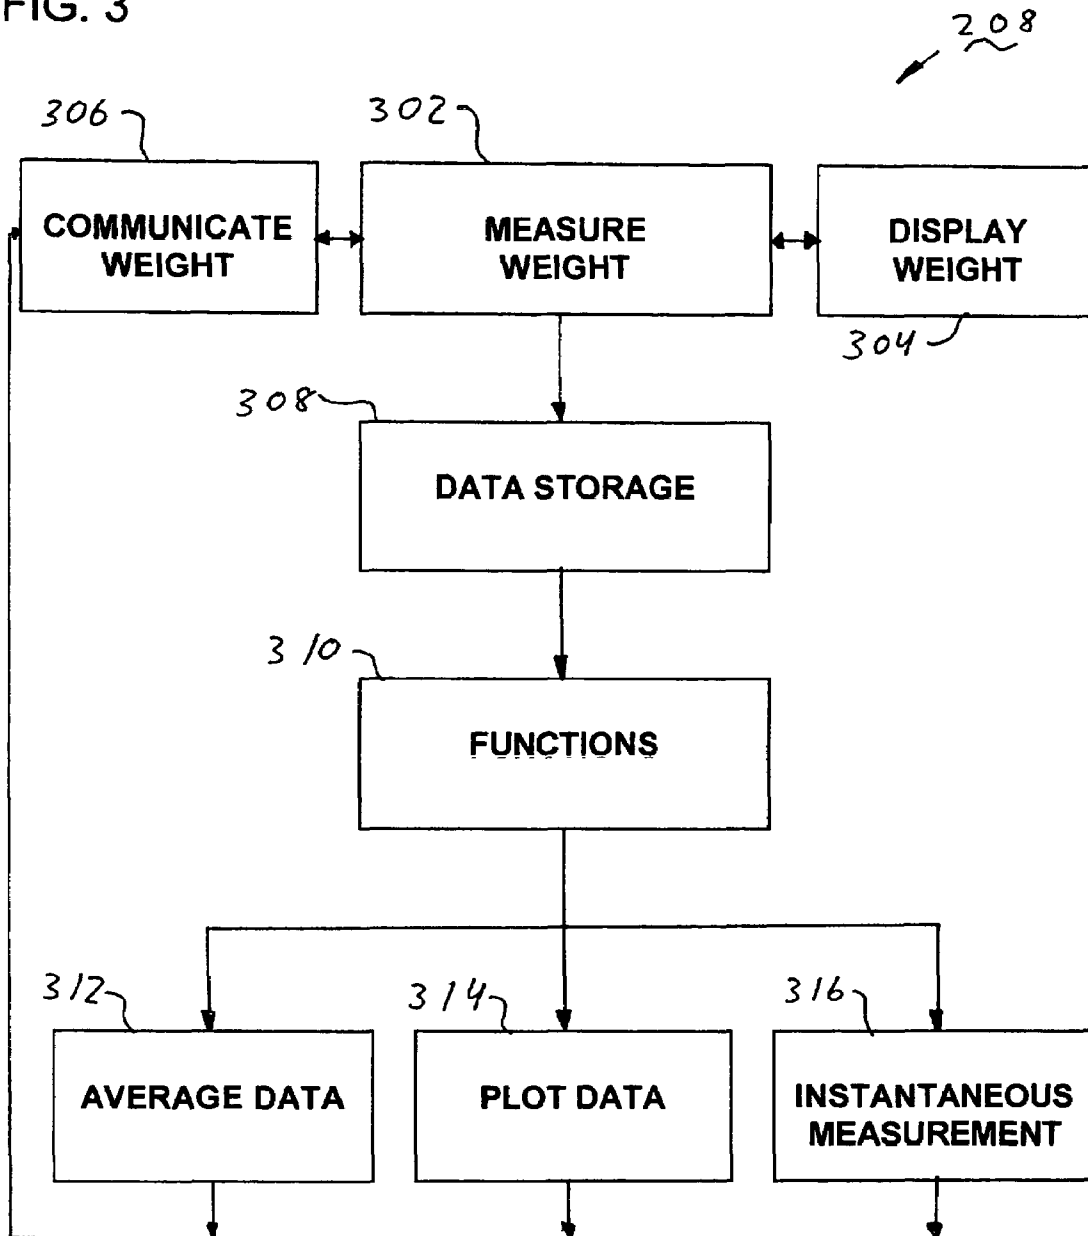 FIG. 3
208
306
302
COMMUNICATE
WEIGHT
MEASURE
WEIGHT
DISPLAY
WEIGHT
304
308
DATA STORAGE
310
FUNCTIONS
312
314
316
AVERAGE DATA
PLOT DATA
INSTANTANEOUS
MEASUREMENT